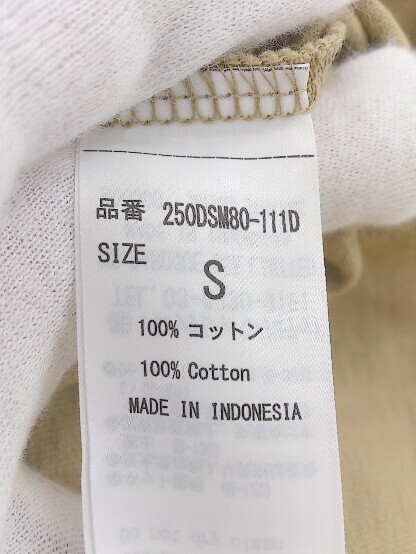 品番 250DSM80-111D
SIZE
S
100% コットン
100% Cotton
MADE IN INDONESIA